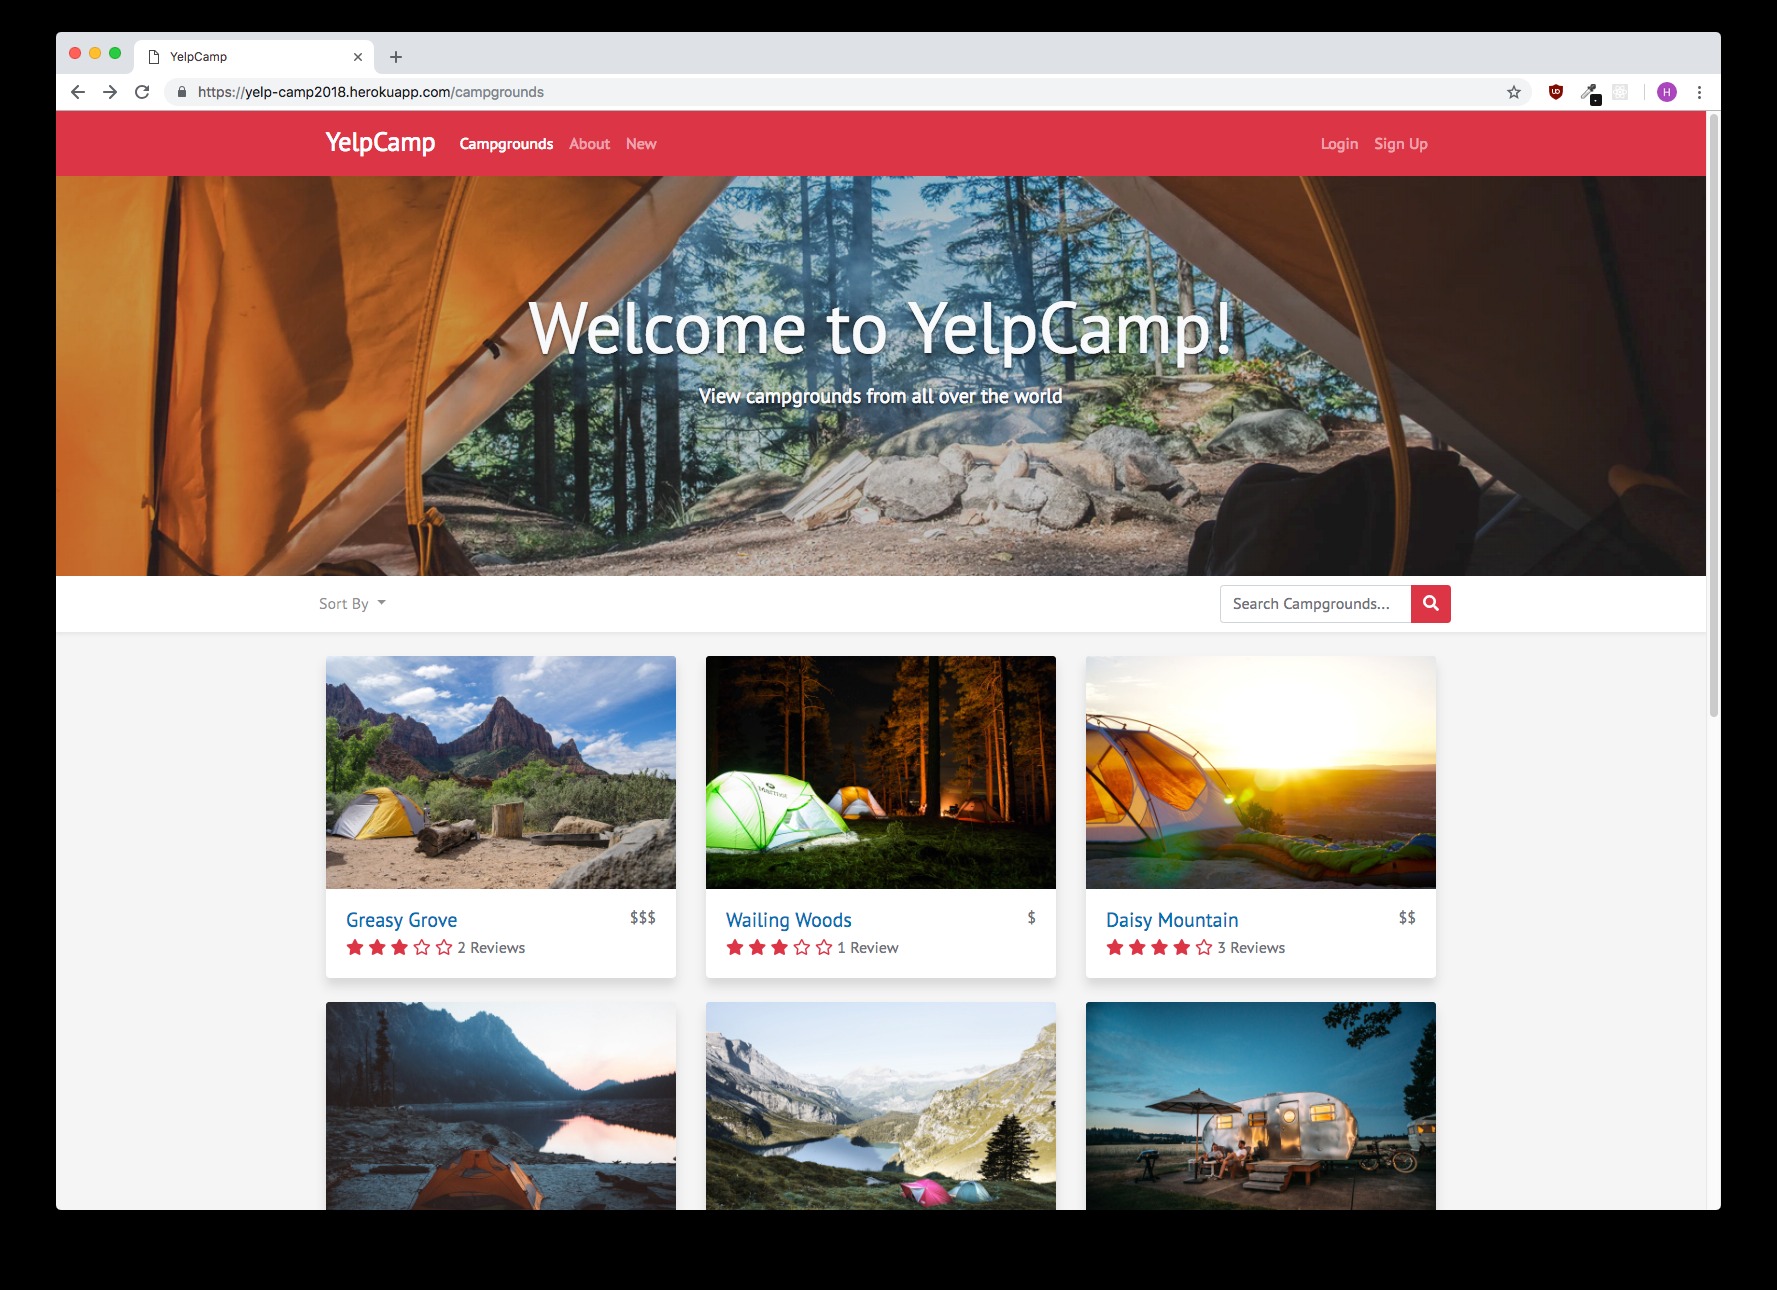 YelpCamp
https://yelp-camp2018.herokuapp.com/campgrounds
H
YelpCamp Campgrounds About New Login Sign Up
Welcome to YelpCamp!
View campgrounds from all over the world
Sort By
Search Campgrounds...
Greasy Grove $$$
2 Reviews
Wailing Woods $
1 Review
Daisy Mountain $$
3 Reviews